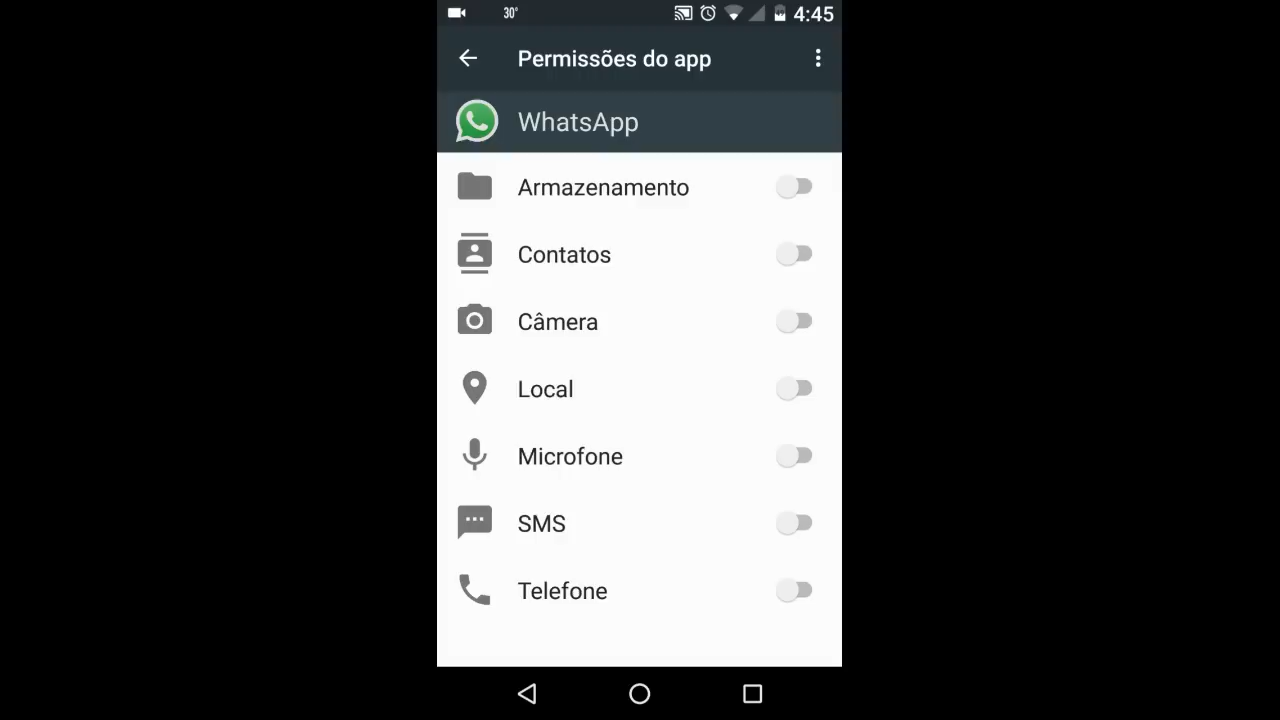 30° 4:45
Permissões do app
WhatsApp
Armazenamento
Contatos
Câmera
Local
Microfone
SMS
Telefone